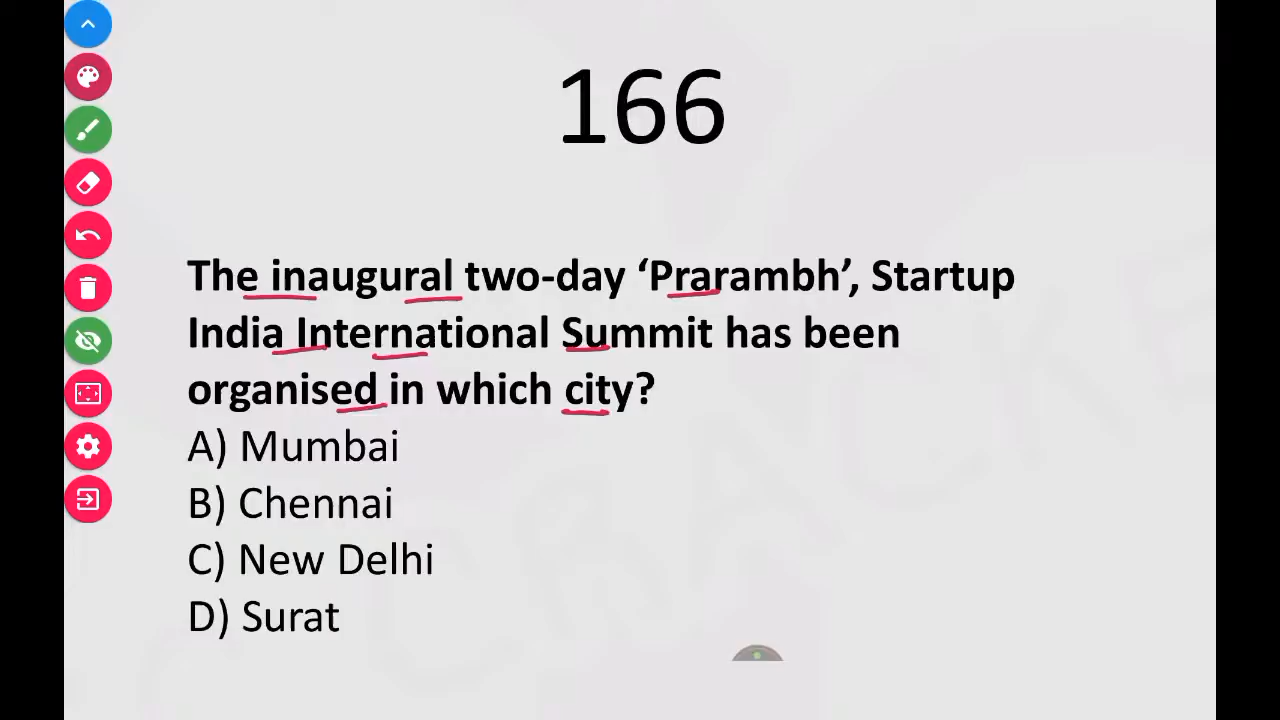 166
The inaugural two-day ‘Prarambh’, Startup
India International Summit has been
organised in which city?
A) Mumbai
B) Chennai
C) New Delhi
D) Surat